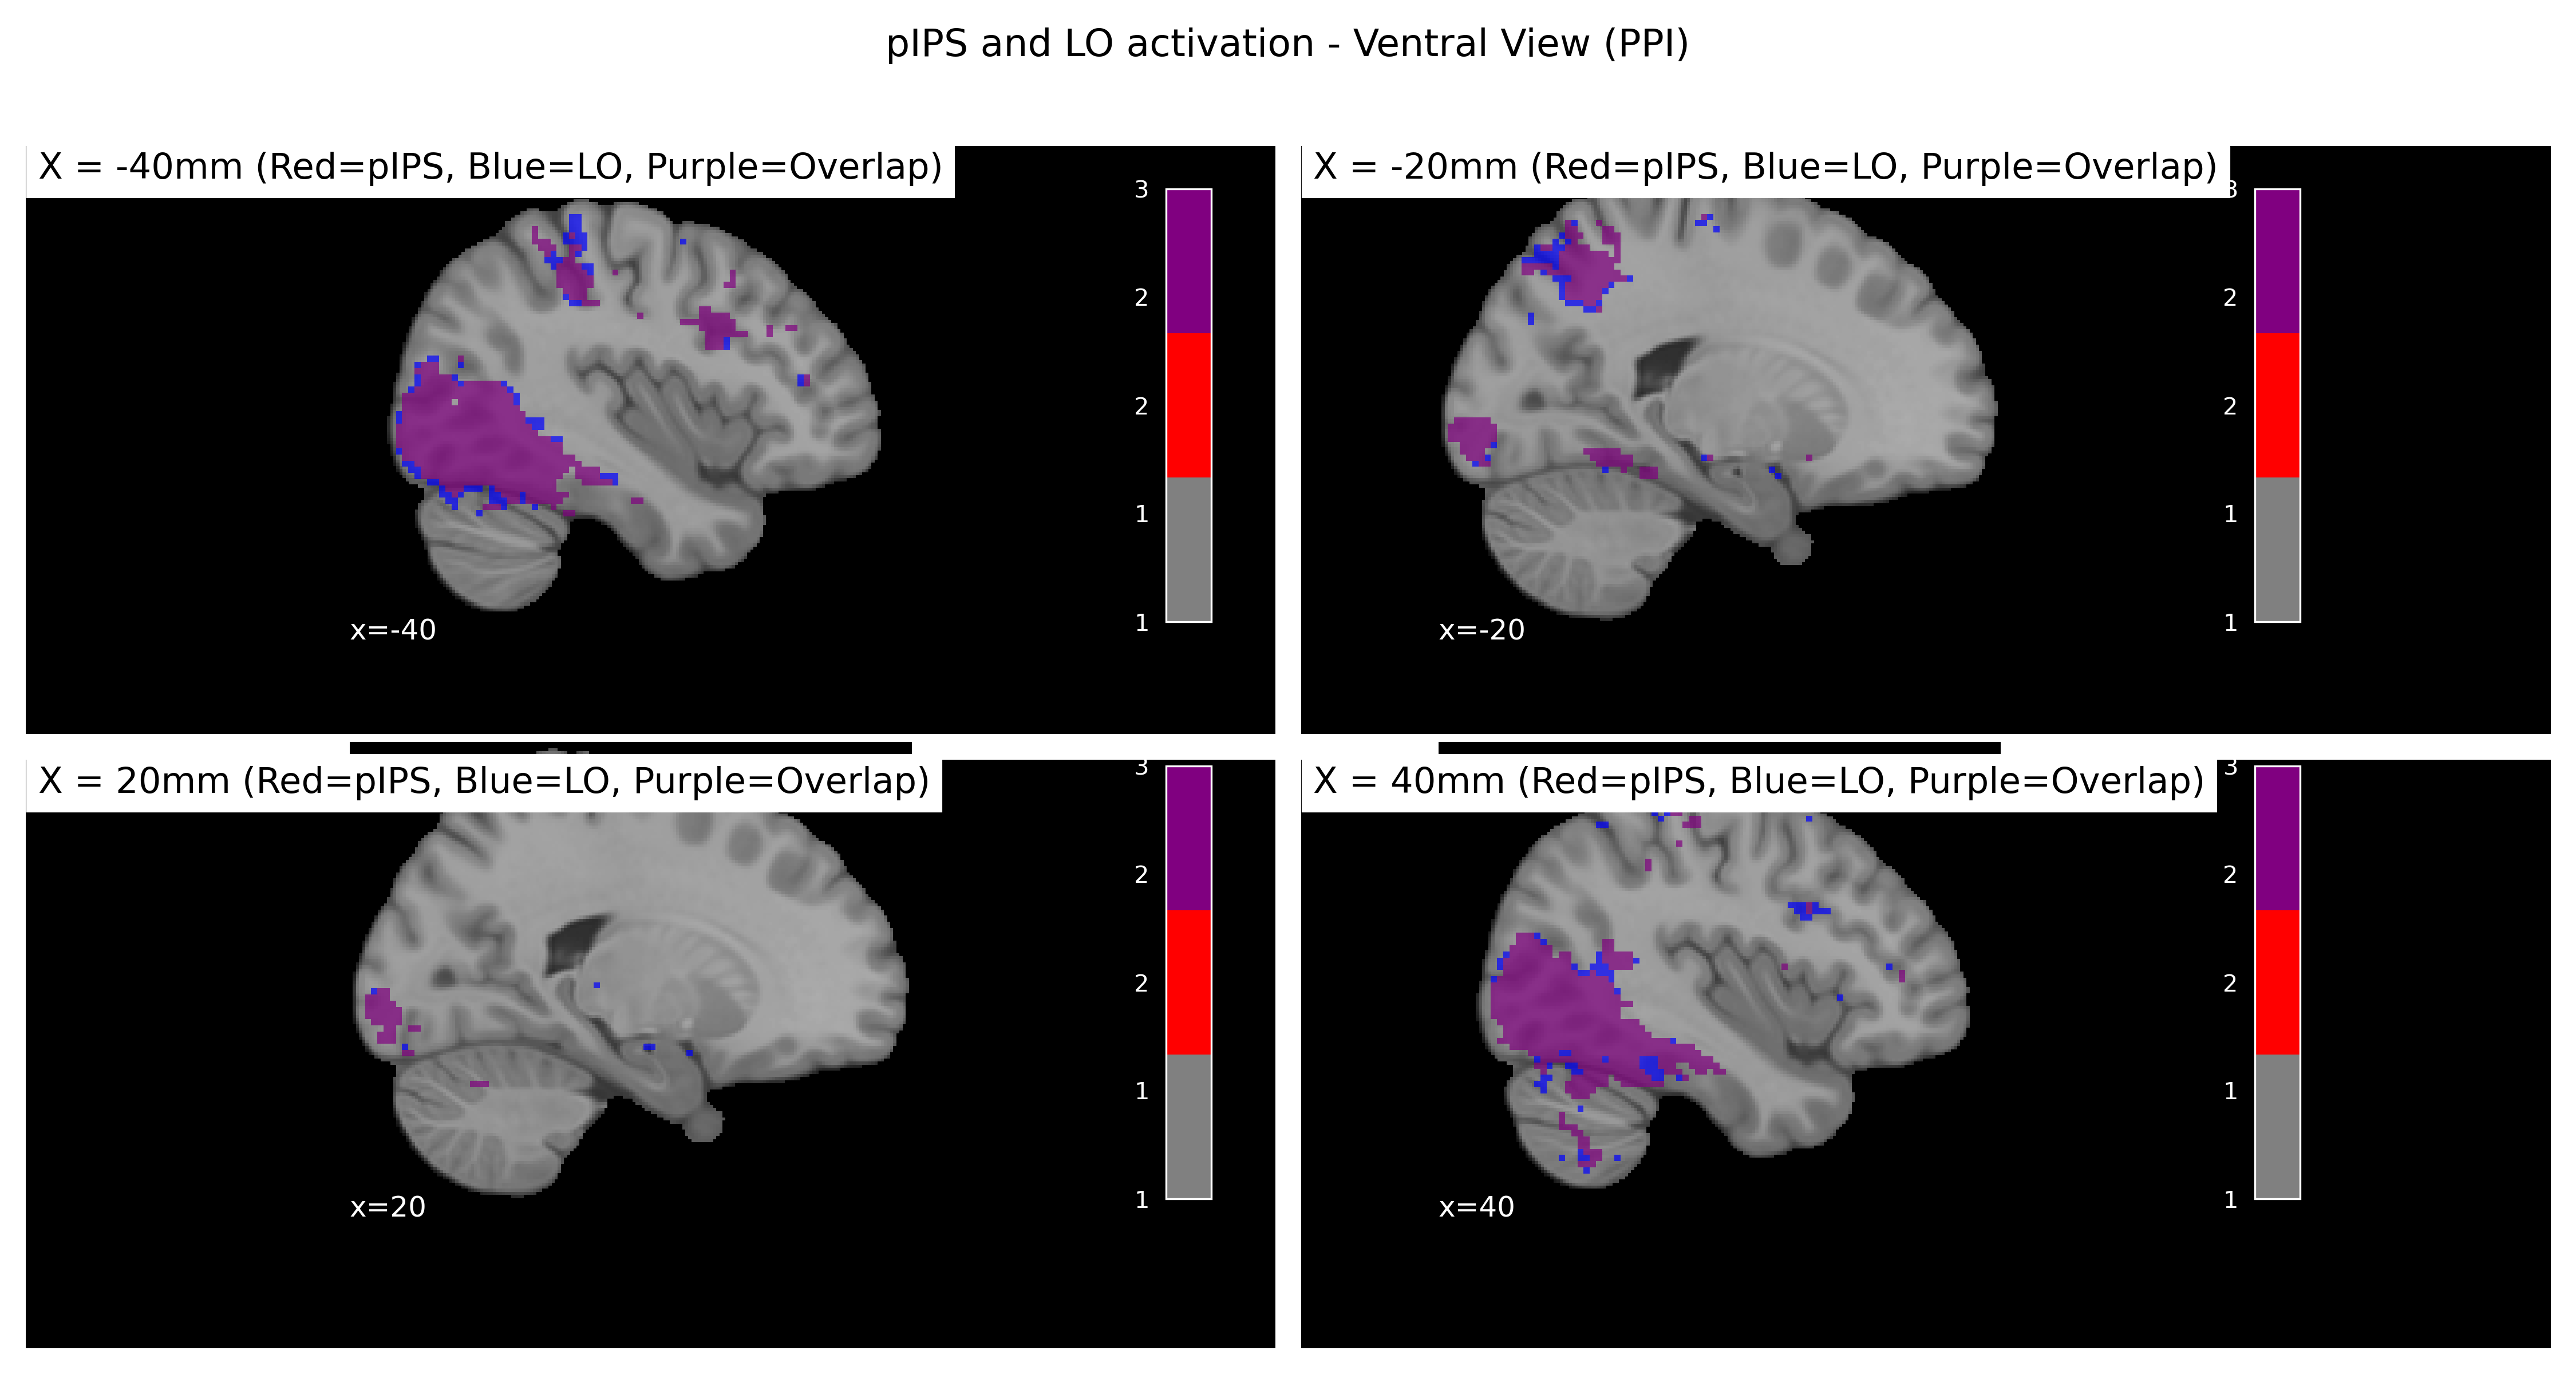 pIPS and LO activation - Ventral View (PPI)
X = -40mm (Red=pIPS, Blue=LO, Purple=Overlap)
3
2
2
1
1
x=-40
X = -20mm (Red=pIPS, Blue=LO, Purple=Overlap)
3
2
2
1
1
x=-20
X = 20mm (Red=pIPS, Blue=LO, Purple=Overlap)
3
2
2
1
1
x=20
X = 40mm (Red=pIPS, Blue=LO, Purple=Overlap)
3
2
2
1
1
x=40